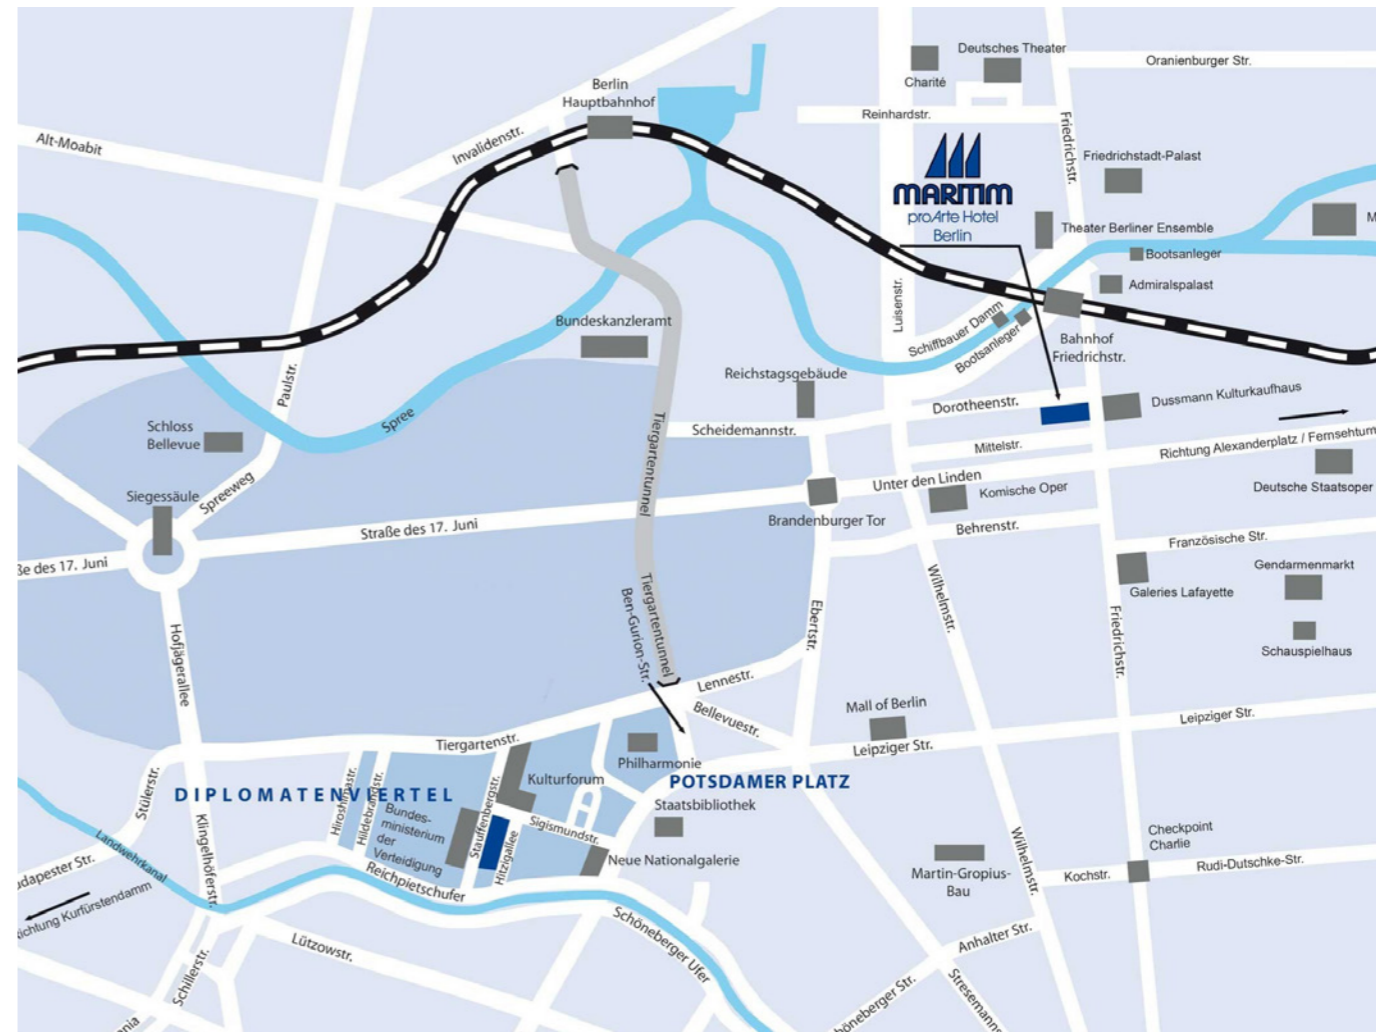 Deutsches Theater
Charité
Oranienburger Str.
Berlin
Hauptbahnhof
Reinhardstr.
Friedrichstr.
Alt-Moabit
Invalidenstr.
MARITIM
proArte Hotel
Berlin
Friedrichstadt-Palast
M
Theater Berliner Ensemble
Bootsanleger
Admiralspalast
Luisenstr.
Schiffbauer Damm
Bootsanleger
Bahnhof
Friedrichstr.
Bundeskanzleramt
Paulstr.
Reichstagsgebäude
Dussmann Kulturkaufhaus
Dorotheenstr.
Schloss
Bellevue
Spree
Tiergartentunnel
Scheidemannstr.
Mittelstr.
Richtung Alexanderplatz / Fernsehturm
Unter den Linden
Siegessäule
Spreeweg
Komische Oper
Deutsche Staatsoper
Straße des 17. Juni
Brandenburger Tor
Behrenstr.
Französische Str.
ße des 17. Juni
Gendarmenmarkt
Galeries Lafayette
Wilhelmstr.
Tiergartentunnel
Ben-Gurion-Str.
Ebertstr.
Friedrichstr.
Hofjägerallee
Schauspielhaus
Lennestr.
Bellevuestr.
Mall of Berlin
Leipziger Str.
Leipziger Str.
Tiergartenstr.
Philharmonie
POTSDAMER PLATZ
Kulturforum
DIPLOMATENVIERTEL
Stülerstr.
Hiroshimastr.
Hildebrandstr.
Bundes-
ministerium
der
Verteidigung
Stauffenbergstr.
Hitzigallee
Sigismundstr.
Staatsbibliothek
Neue Nationalgalerie
Landwehrkanal
Klingelhöferstr.
Reichpietschufer
Checkpoint
Charlie
Wilhelmstr.
Martin-Gropius-
Bau
Kochstr.
Rudi-Dutschke-Str.
udapester Str.
ichtung Kurfürstendamm
Schöneberger Ufer
Lützowstr.
Schillerstr.
Anhalter Str.
Stresemanns
höneberger Str.
ania